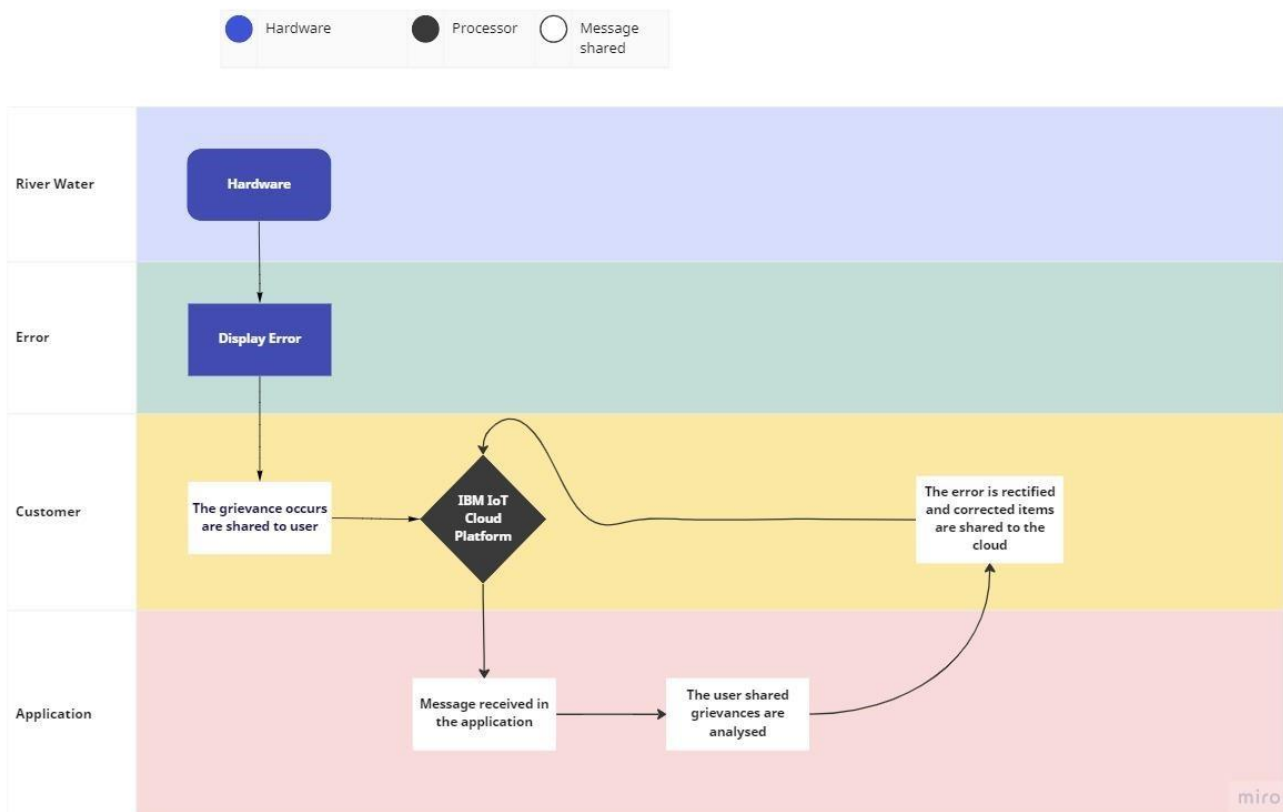 Hardware
Processor
Message
shared
River Water
Hardware
Error
Display Error
Customer
The grievance occurs
are shared to user
IBM IoT
Cloud
Platform
The error is rectified
and corrected items
are shared to the
cloud
Application
Message received in
the application
The user shared
grievances are
analysed
miro